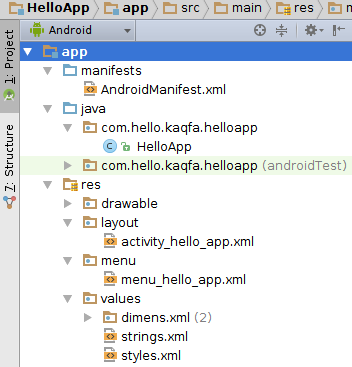 HelloApp app src main res m
Android
1: Project
7: Structure
app
manifests
AndroidManifest.xml
java
com.hello.kaqfa.helloapp
C HelloApp
com.hello.kaqfa.helloapp (androidTest)
res
drawable
layout
activity_hello_app.xml
menu
menu_hello_app.xml
values
dimens.xml (2)
strings.xml
styles.xml